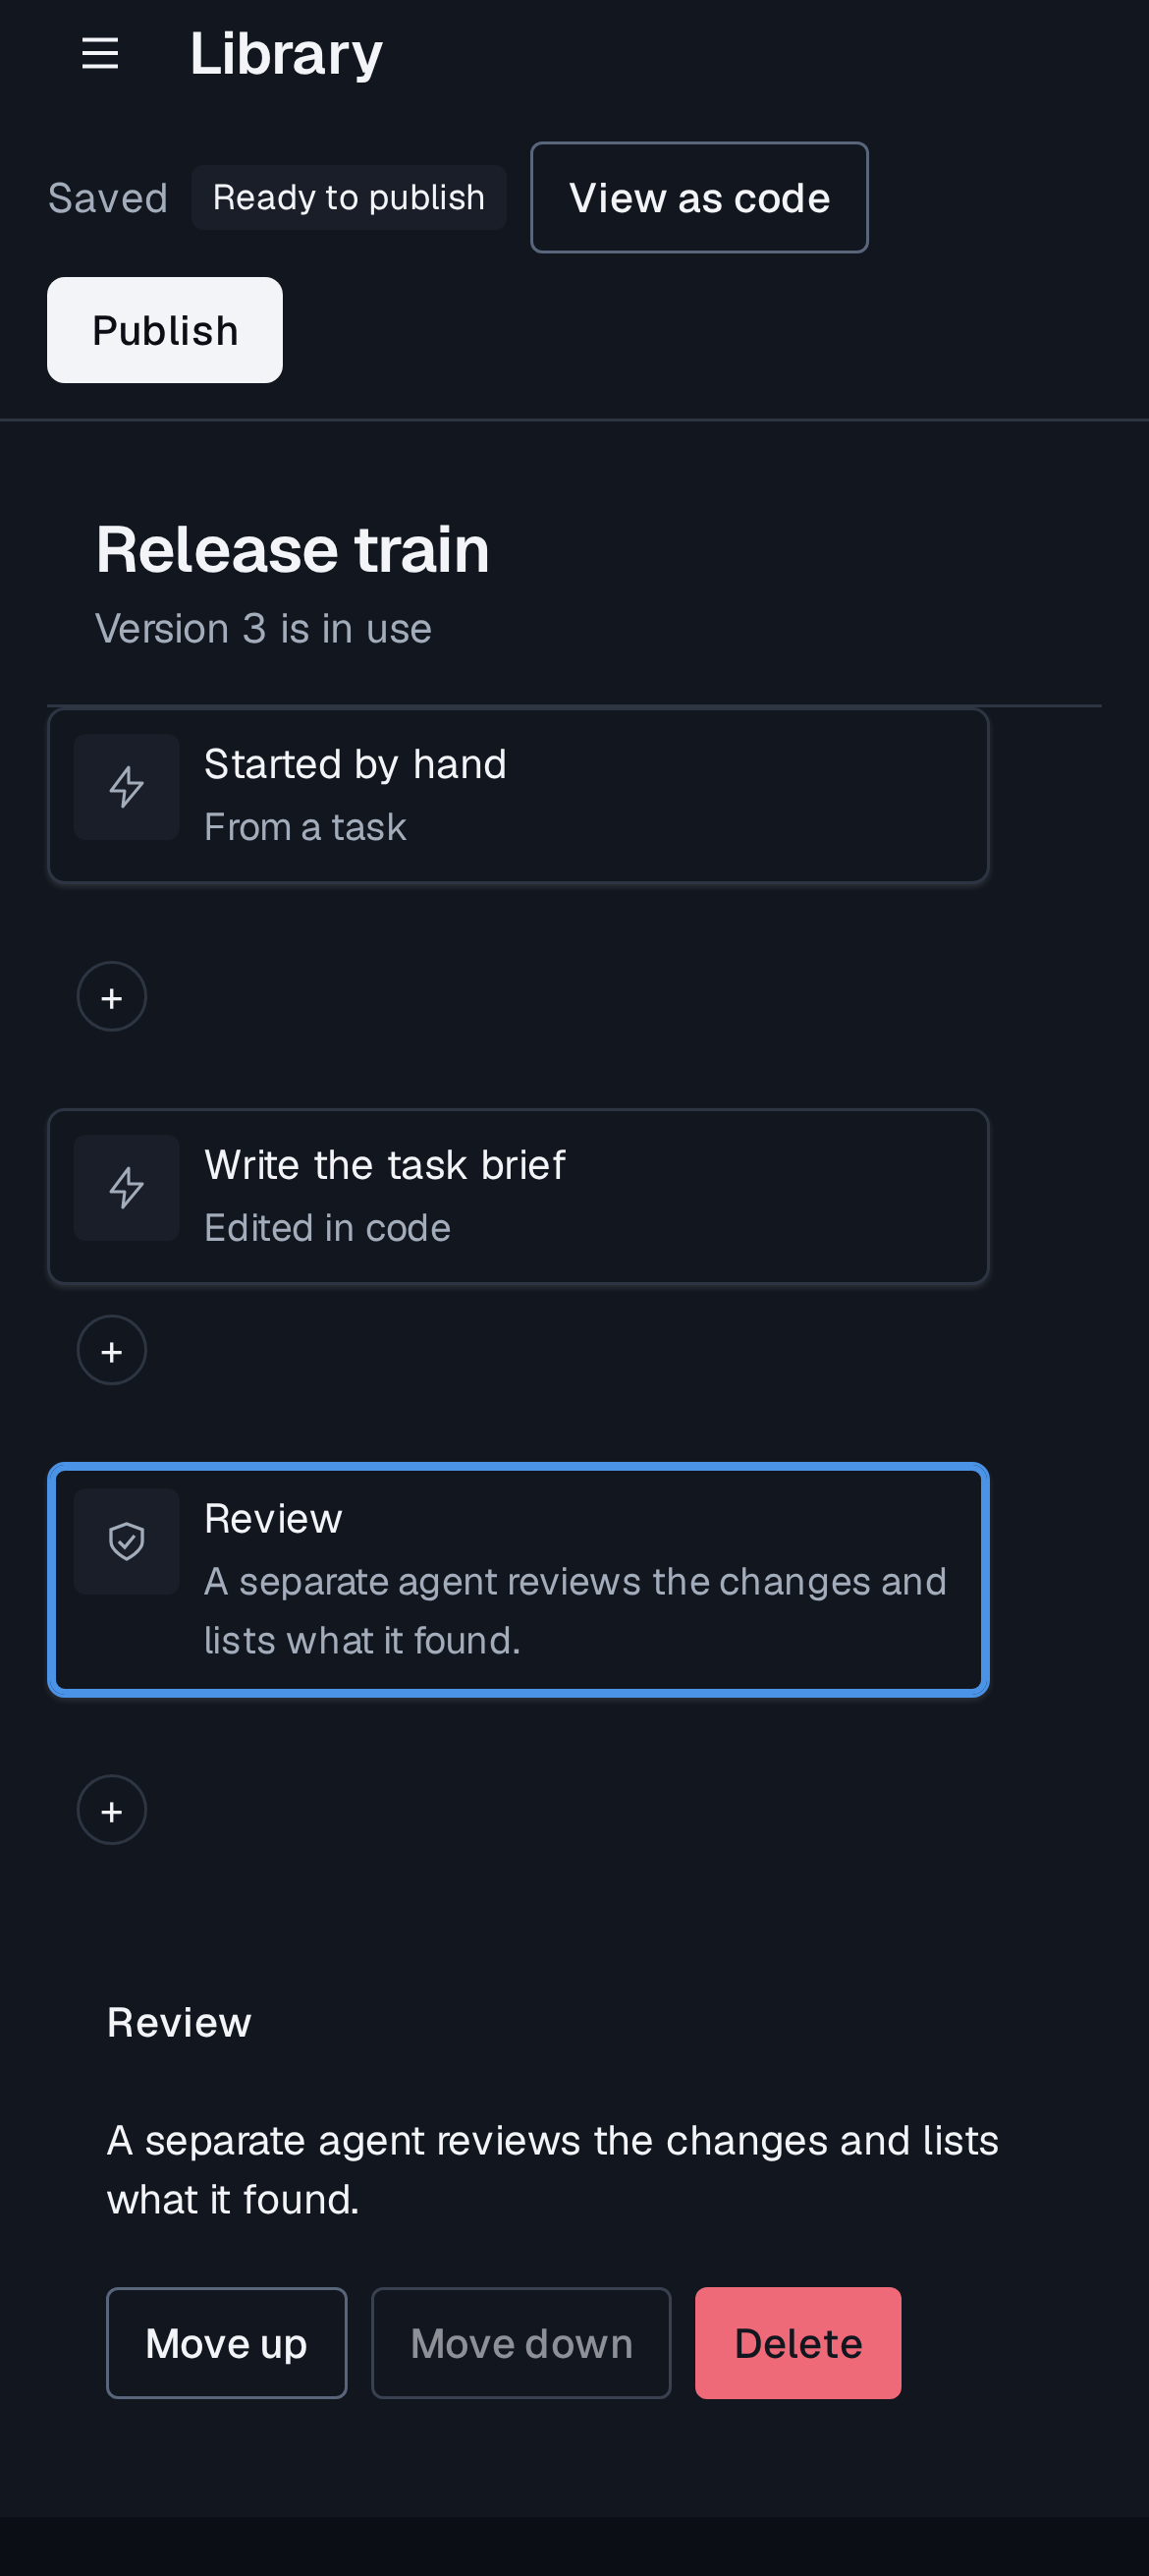 Library
Saved
Ready to publish
View as code
Publish
Release train
Version 3 is in use
Started by hand
From a task
+
Write the task brief
Edited in code
+
Review
A separate agent reviews the changes and
lists what it found.
+
Review
A separate agent reviews the changes and lists
what it found.
Move up
Move down
Delete